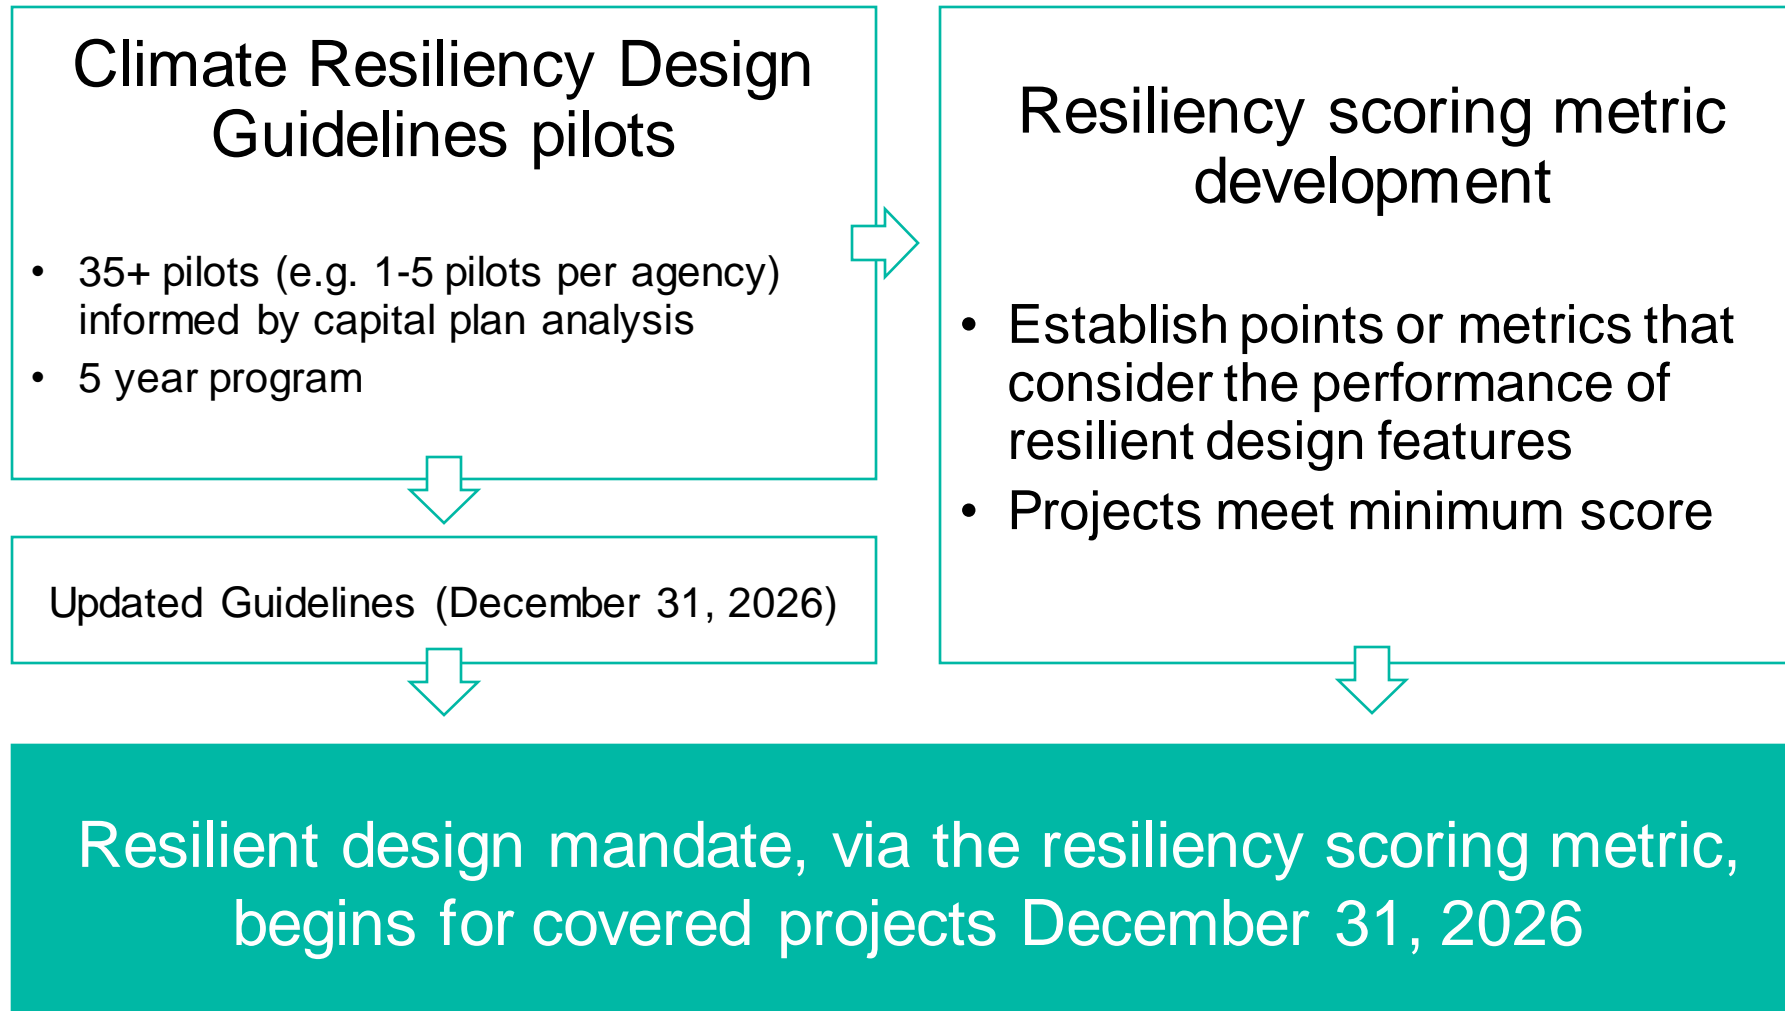 Climate Resiliency Design
Guidelines pilots
• 35+ pilots (e.g. 1-5 pilots per agency)
informed by capital plan analysis
• 5 year program
Updated Guidelines (December 31, 2026)
Resiliency scoring metric
development
• Establish points or metrics that
consider the performance of
resilient design features
• Projects meet minimum score
Resilient design mandate, via the resiliency scoring metric,
begins for covered projects December 31, 2026